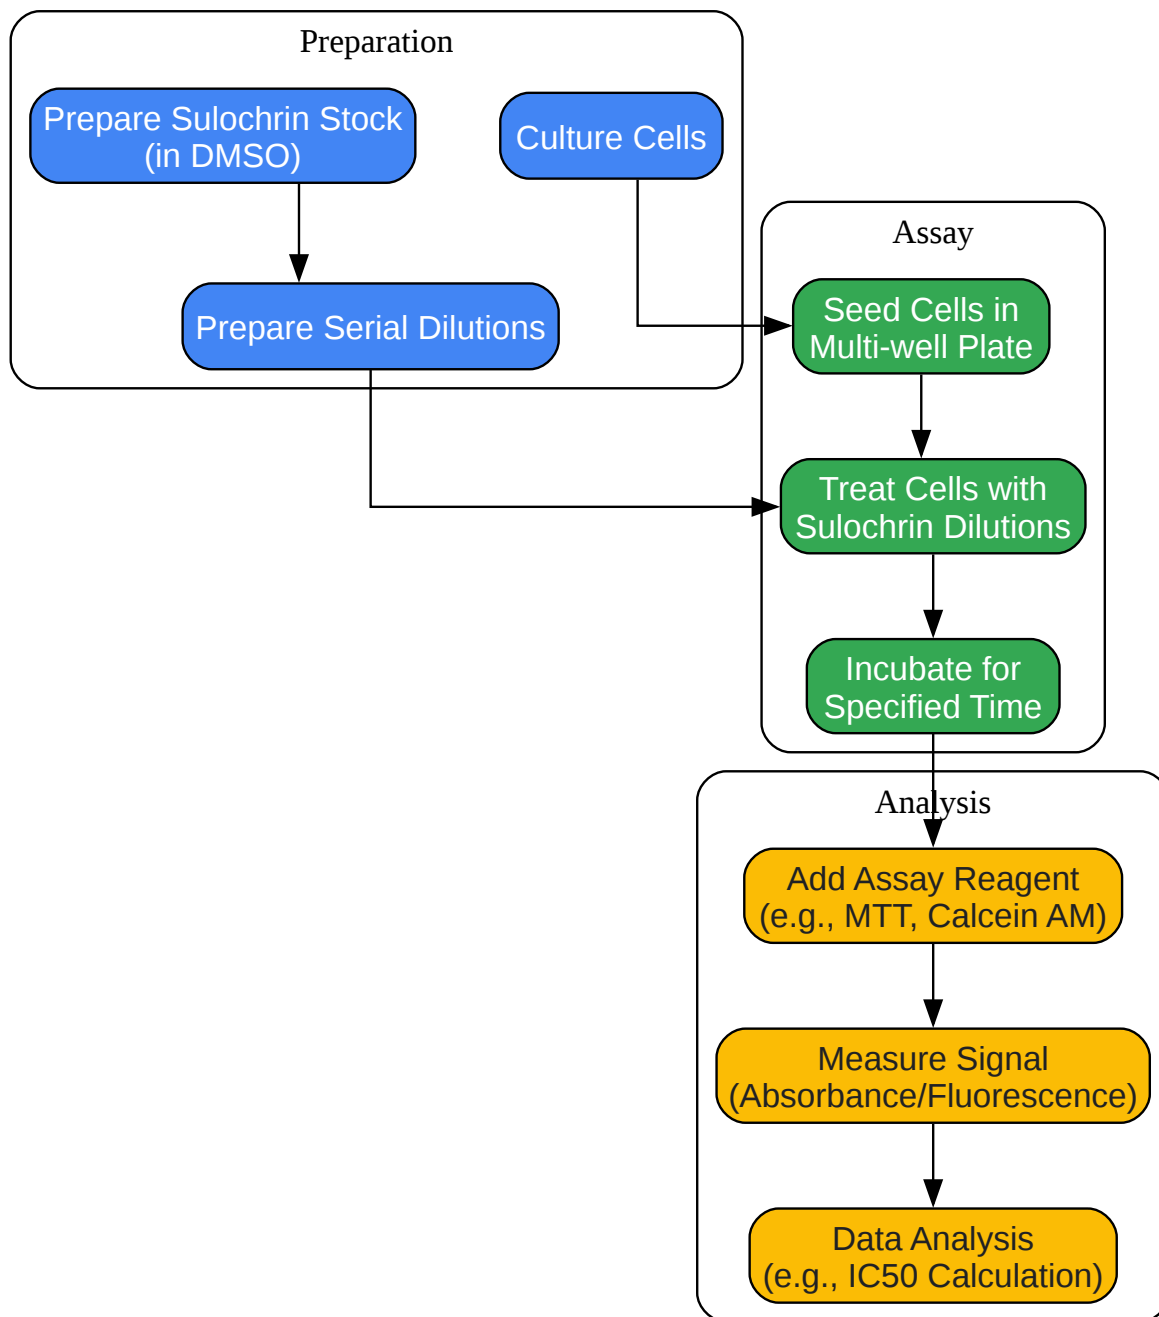 Preparation
Prepare Sulochrin Stock
(in DMSO)
Culture Cells
Prepare Serial Dilutions
Assay
Seed Cells in
Multi-well Plate
Treat Cells with
Sulochrin Dilutions
Incubate for
Specified Time
Analysis
Add Assay Reagent
(e.g., MTT, Calcein AM)
Measure Signal
(Absorbance/Fluorescence)
Data Analysis
(e.g., IC50 Calculation)